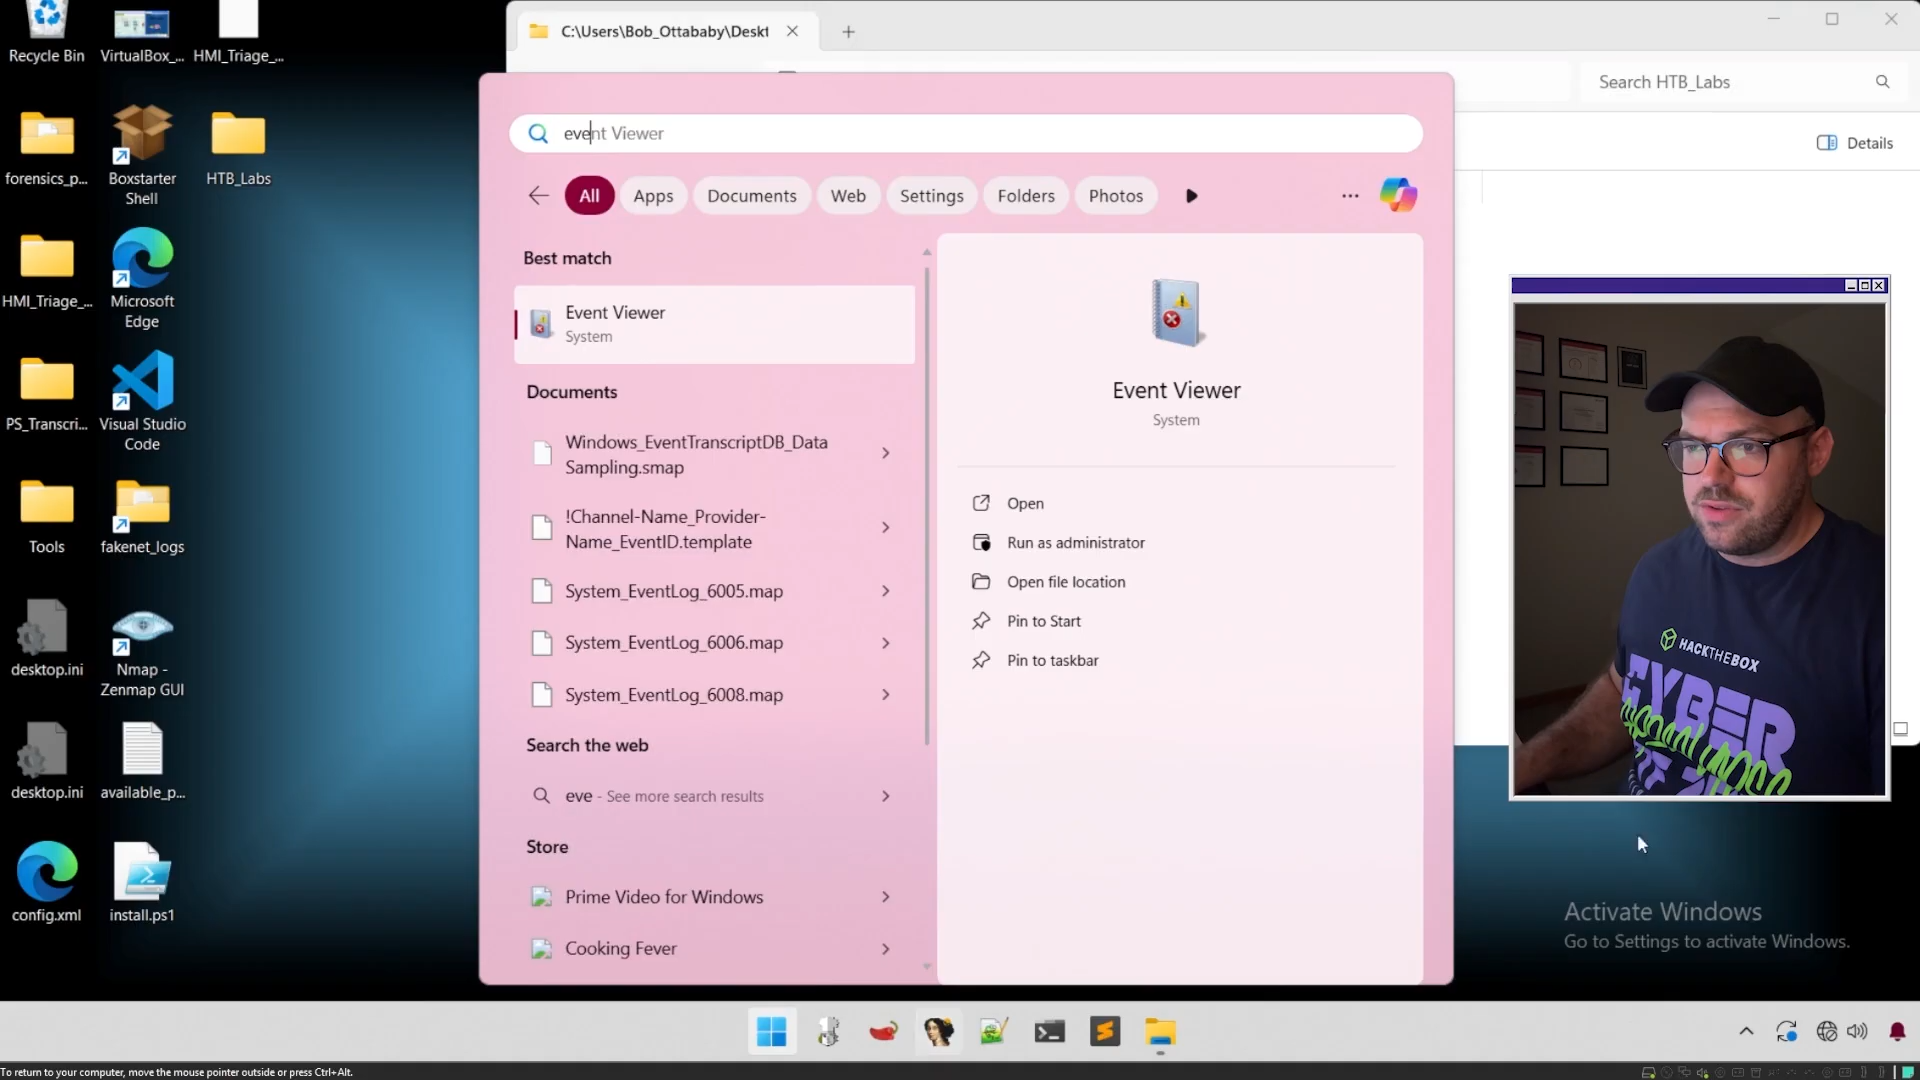 Recycle Bin
VirtualBox_...
HMI_Triage_...
forensics_p...
Boxstarter
Shell
HTB_Labs
HMI_Triage_...
Microsoft
Edge
PS_Transcri...
Visual Studio
Code
Tools
fakenet_logs
desktop.ini
Nmap -
Zenmap GUI
desktop.ini
available_p...
config.xml
install.ps1
C:\Users\Bob_Ottababy\Deskt
Search HTB_Labs
Details
event Viewer
All
Apps
Documents
Web
Settings
Folders
Photos
Best match
Event Viewer
System
Documents
Windows_EventTranscriptDB_Data
Sampling.smap
!Channel-Name_Provider-
Name_EventID.template
System_EventLog_6005.map
System_EventLog_6006.map
System_EventLog_6008.map
Search the web
eve - See more search results
Store
Prime Video for Windows
Cooking Fever
Event Viewer
System
Open
Run as administrator
Open file location
Pin to Start
Pin to taskbar
HACKTHEBOX
CYBER
Activate Windows
Go to Settings to activate Windows.
To return to your computer, move the mouse pointer outside or press Ctrl+Alt.